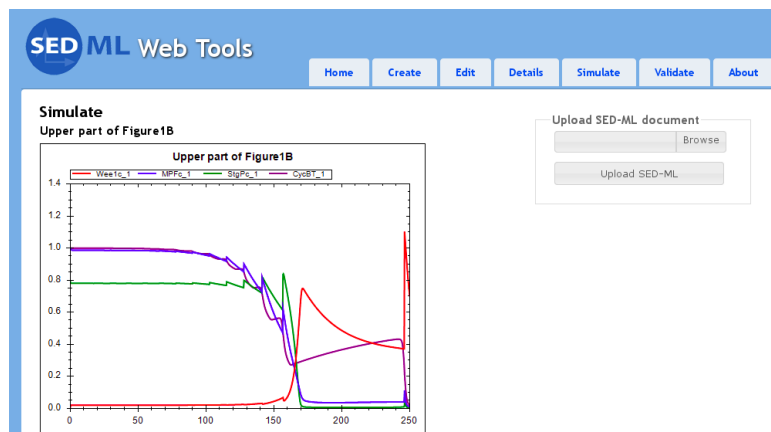 SED ML Web Tools
Home Create Edit Details Simulate Validate About
Simulate
Upper part of Figure1B
Upload SED-ML document
Browse
Upload SED-ML
Upper part of Figure1B
Wee1c_1 MPFc_1 StgPc_1 CycBT_1
1.4
1.2
1.0
0.8
0.6
0.4
0.2
0.0
0 50 100 150 200 250